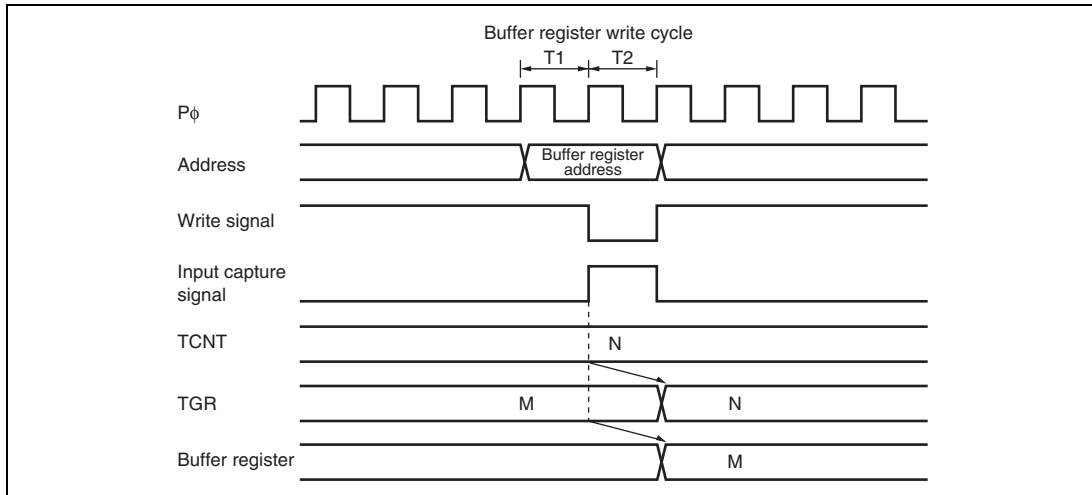 Buffer register write cycle
T1 T2
Pφ
Address
Buffer register
address
Write signal
Input capture
signal
TCNT
N
TGR
M N
Buffer register
M